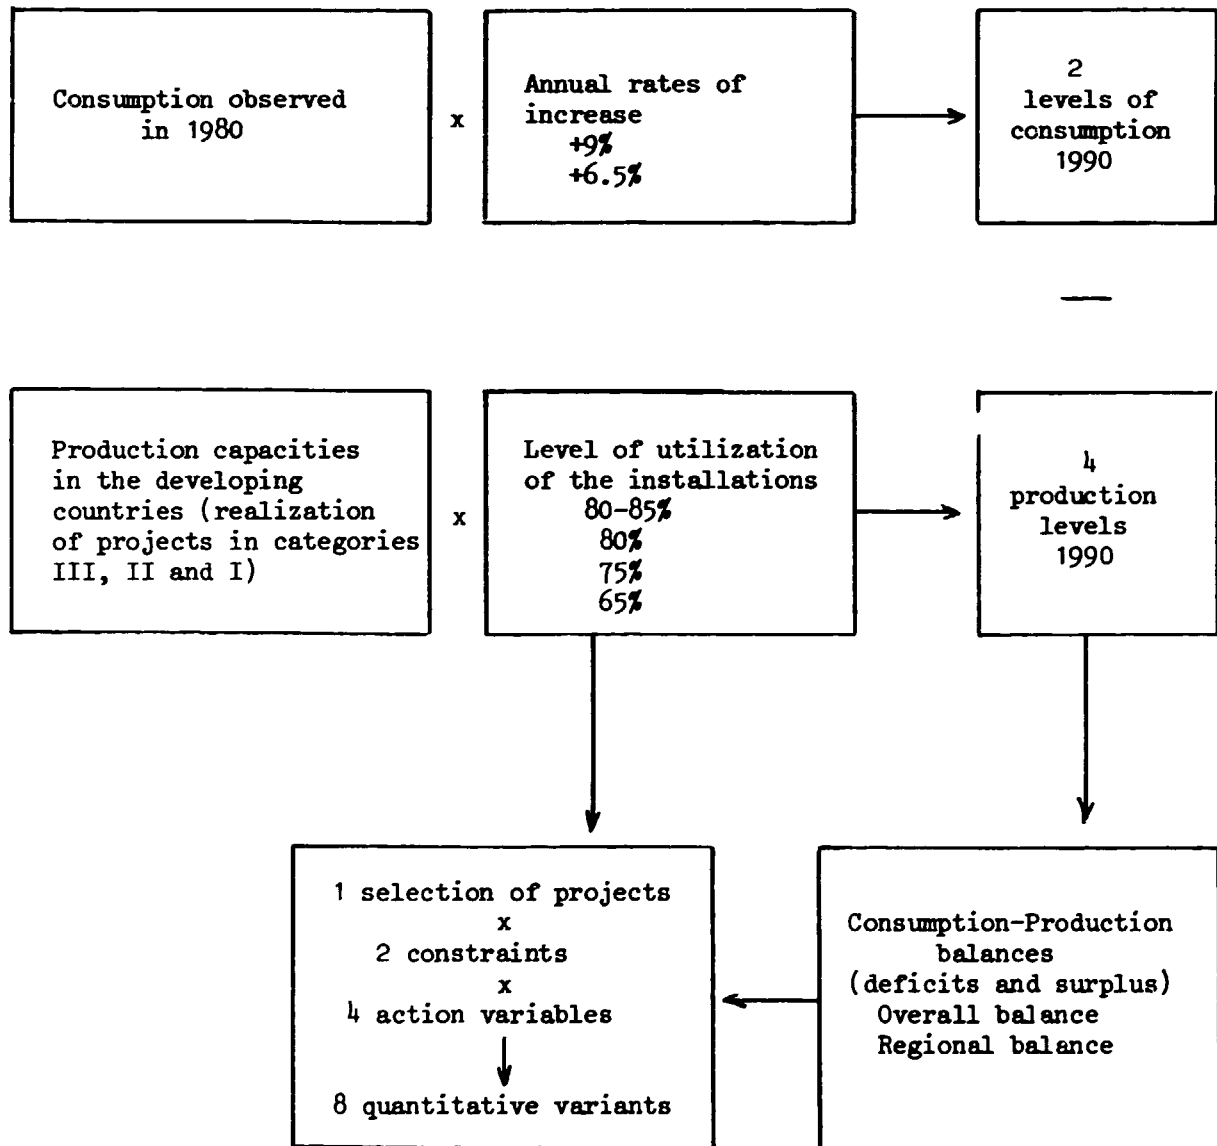 Consumption observed
in 1980
x
Annual rates of
increase
+9%
+6.5%
2
levels of
consumption
1990
Production capacities
in the developing
countries (realization
of projects in categories
III, II and I)
x
Level of utilization
of the installations
80-85%
80%
75%
65%
4
production
levels
1990
1 selection of projects
x
2 constraints
x
4 action variables
8 quantitative variants
Consumption-Production
balances
(deficits and surplus)
Overall balance
Regional balance